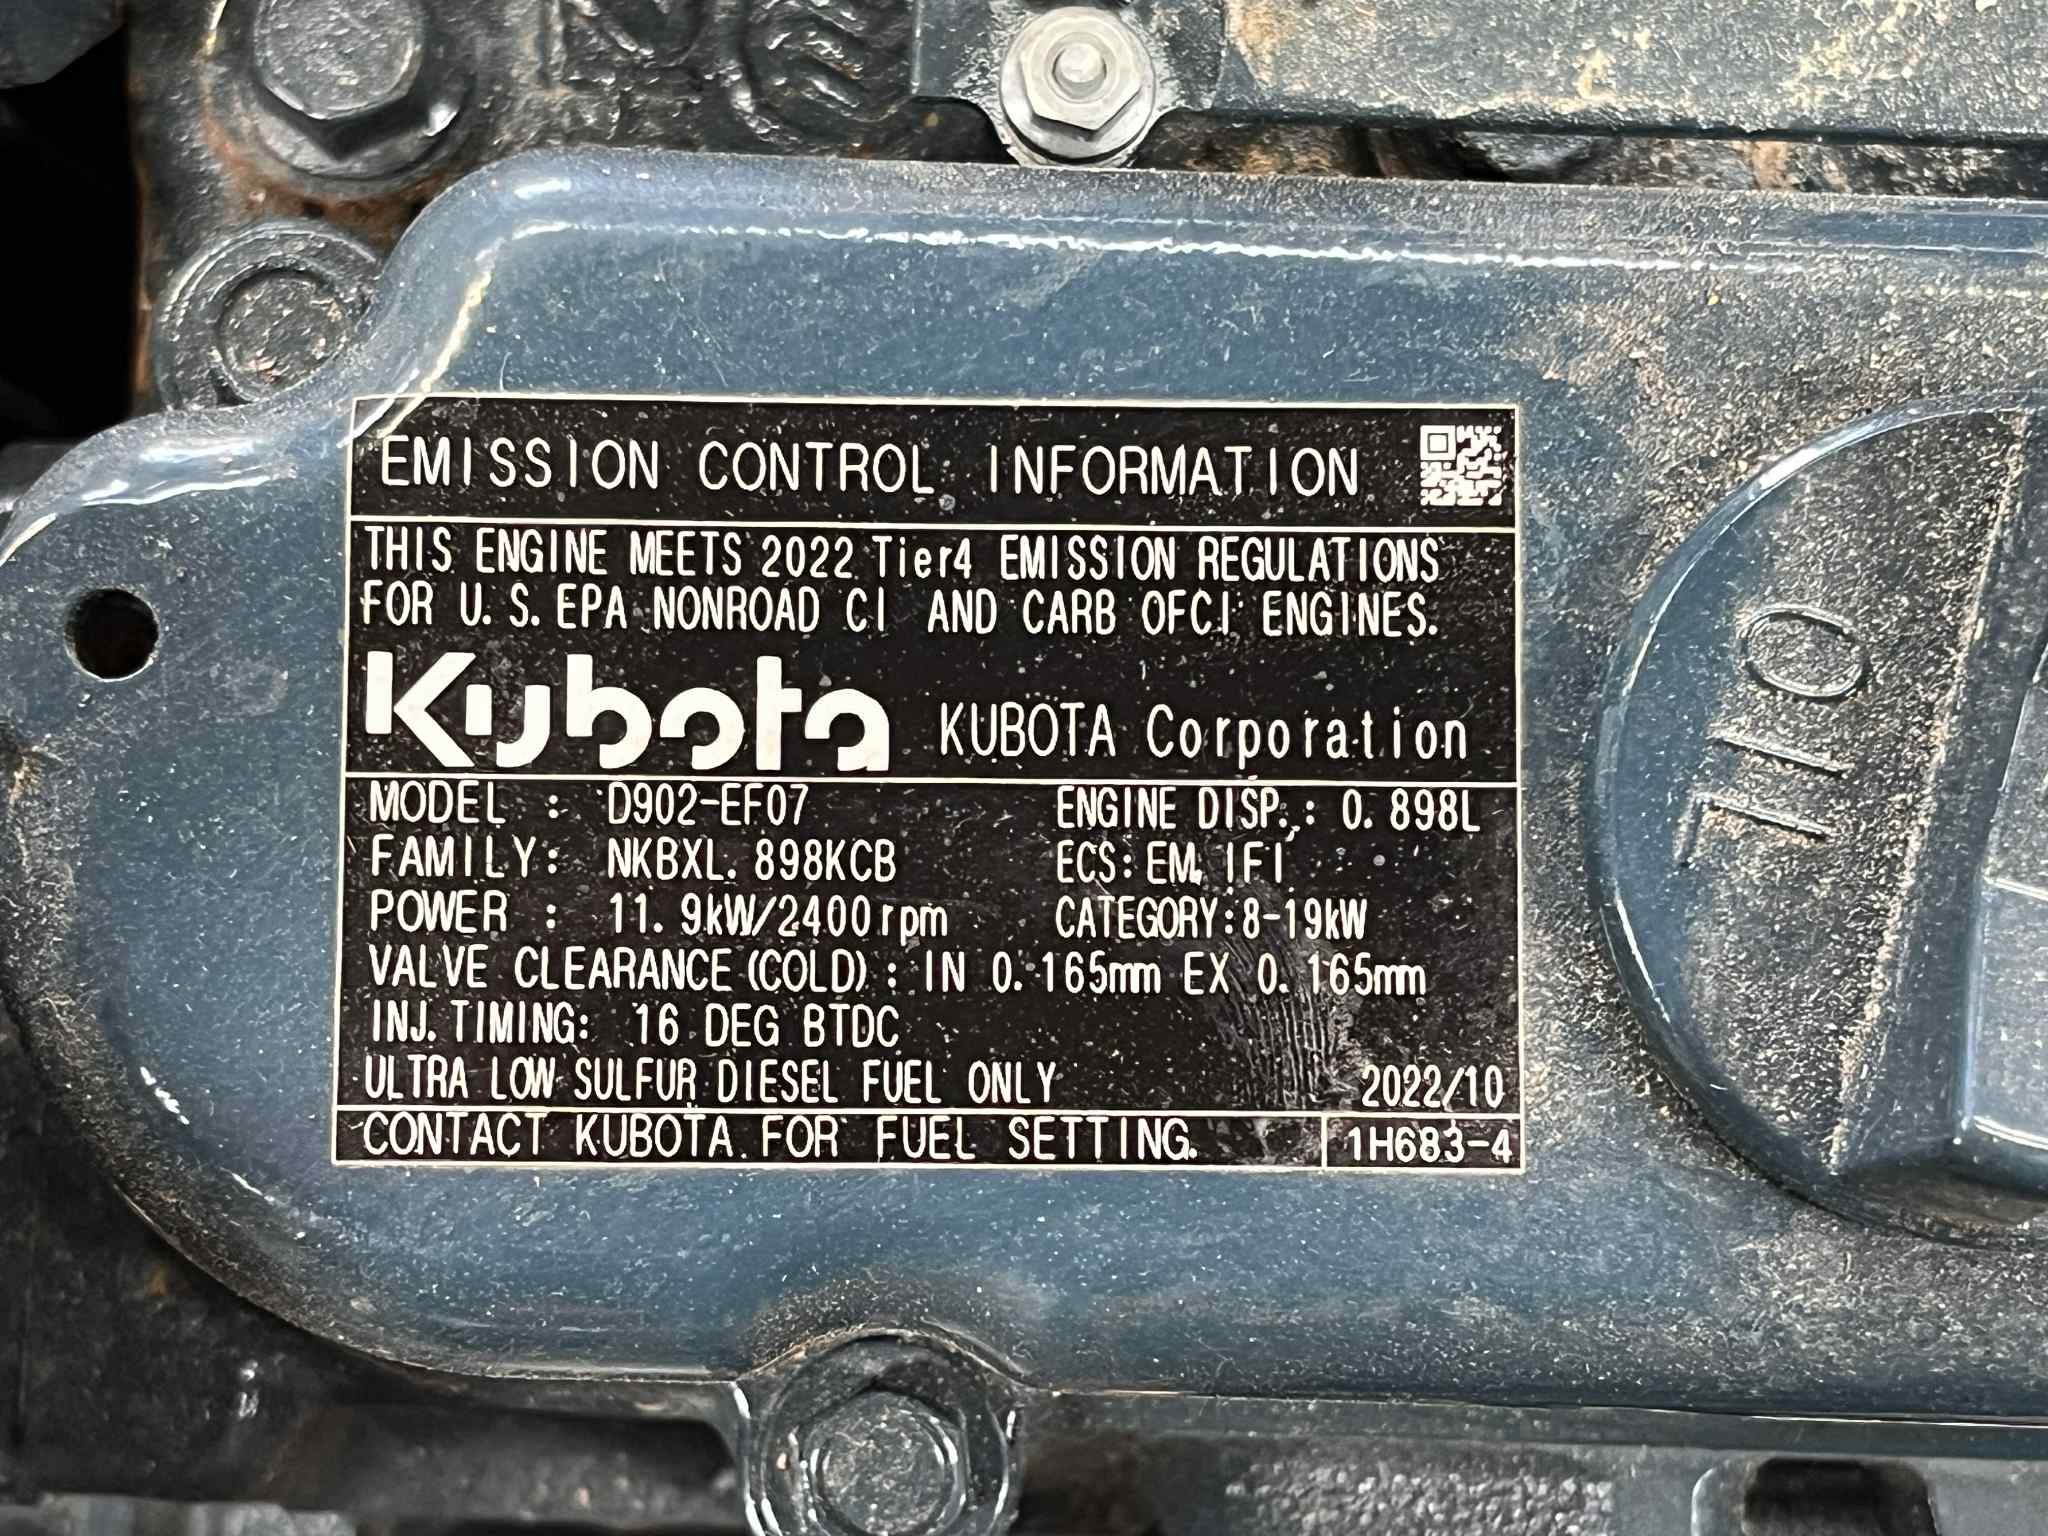 EMISSION CONTROL INFORMATION
THIS ENGINE MEETS 2022 Tier4 EMISSION REGULATIONS
FOR U.S.EPA NONROAD CI AND CARB OFCI ENGINES.
Kubota KUBOTA Corporation
MODEL : D902-EF07 ENGINE DISP.: 0.898L
FAMILY: NKBXL.898KCB ECS:EM, IFI
POWER : 11.9kW/2400rpm CATEGORY:8-19kW
VALVE CLEARANCE(COLD): IN 0.165mm EX 0.165mm
INJ.TIMING: 16 DEG BTDC
ULTRA LOW SULFUR DIESEL FUEL ONLY 2022/10
CONTACT KUBOTA FOR FUEL SETTING. 1H683-4
OIL